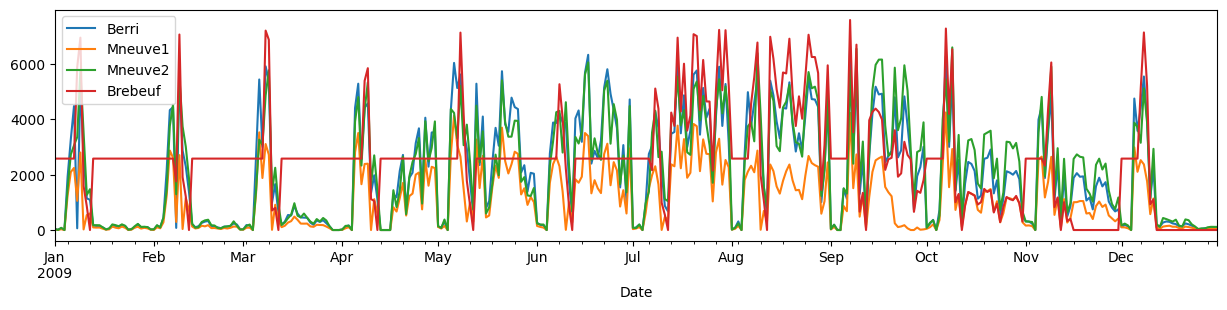 Berri
Mneuve1
Mneuve2
Brebeuf
6000
4000
2000
0
Jan Feb Mar Apr May Jun Jul Aug Sep Oct Nov Dec
2009
Date